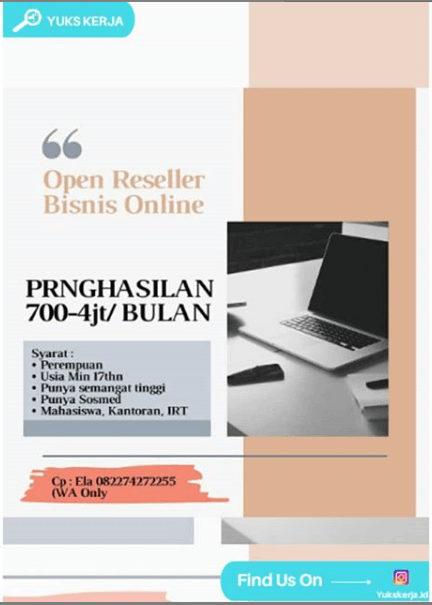 YUKS KERJA
Open Reseller
Bisnis Online
PRNGHASILAN
700-4jt/ BULAN
Syarat :
• Perempuan
• Usia Min 17thn
• Punya semangat tinggi
• Punya Sosmed
• Mahasiswa, Kantoran, IRT
Cp : Ela 082274272255
(WA Only
Find Us On
Yukskerja.id